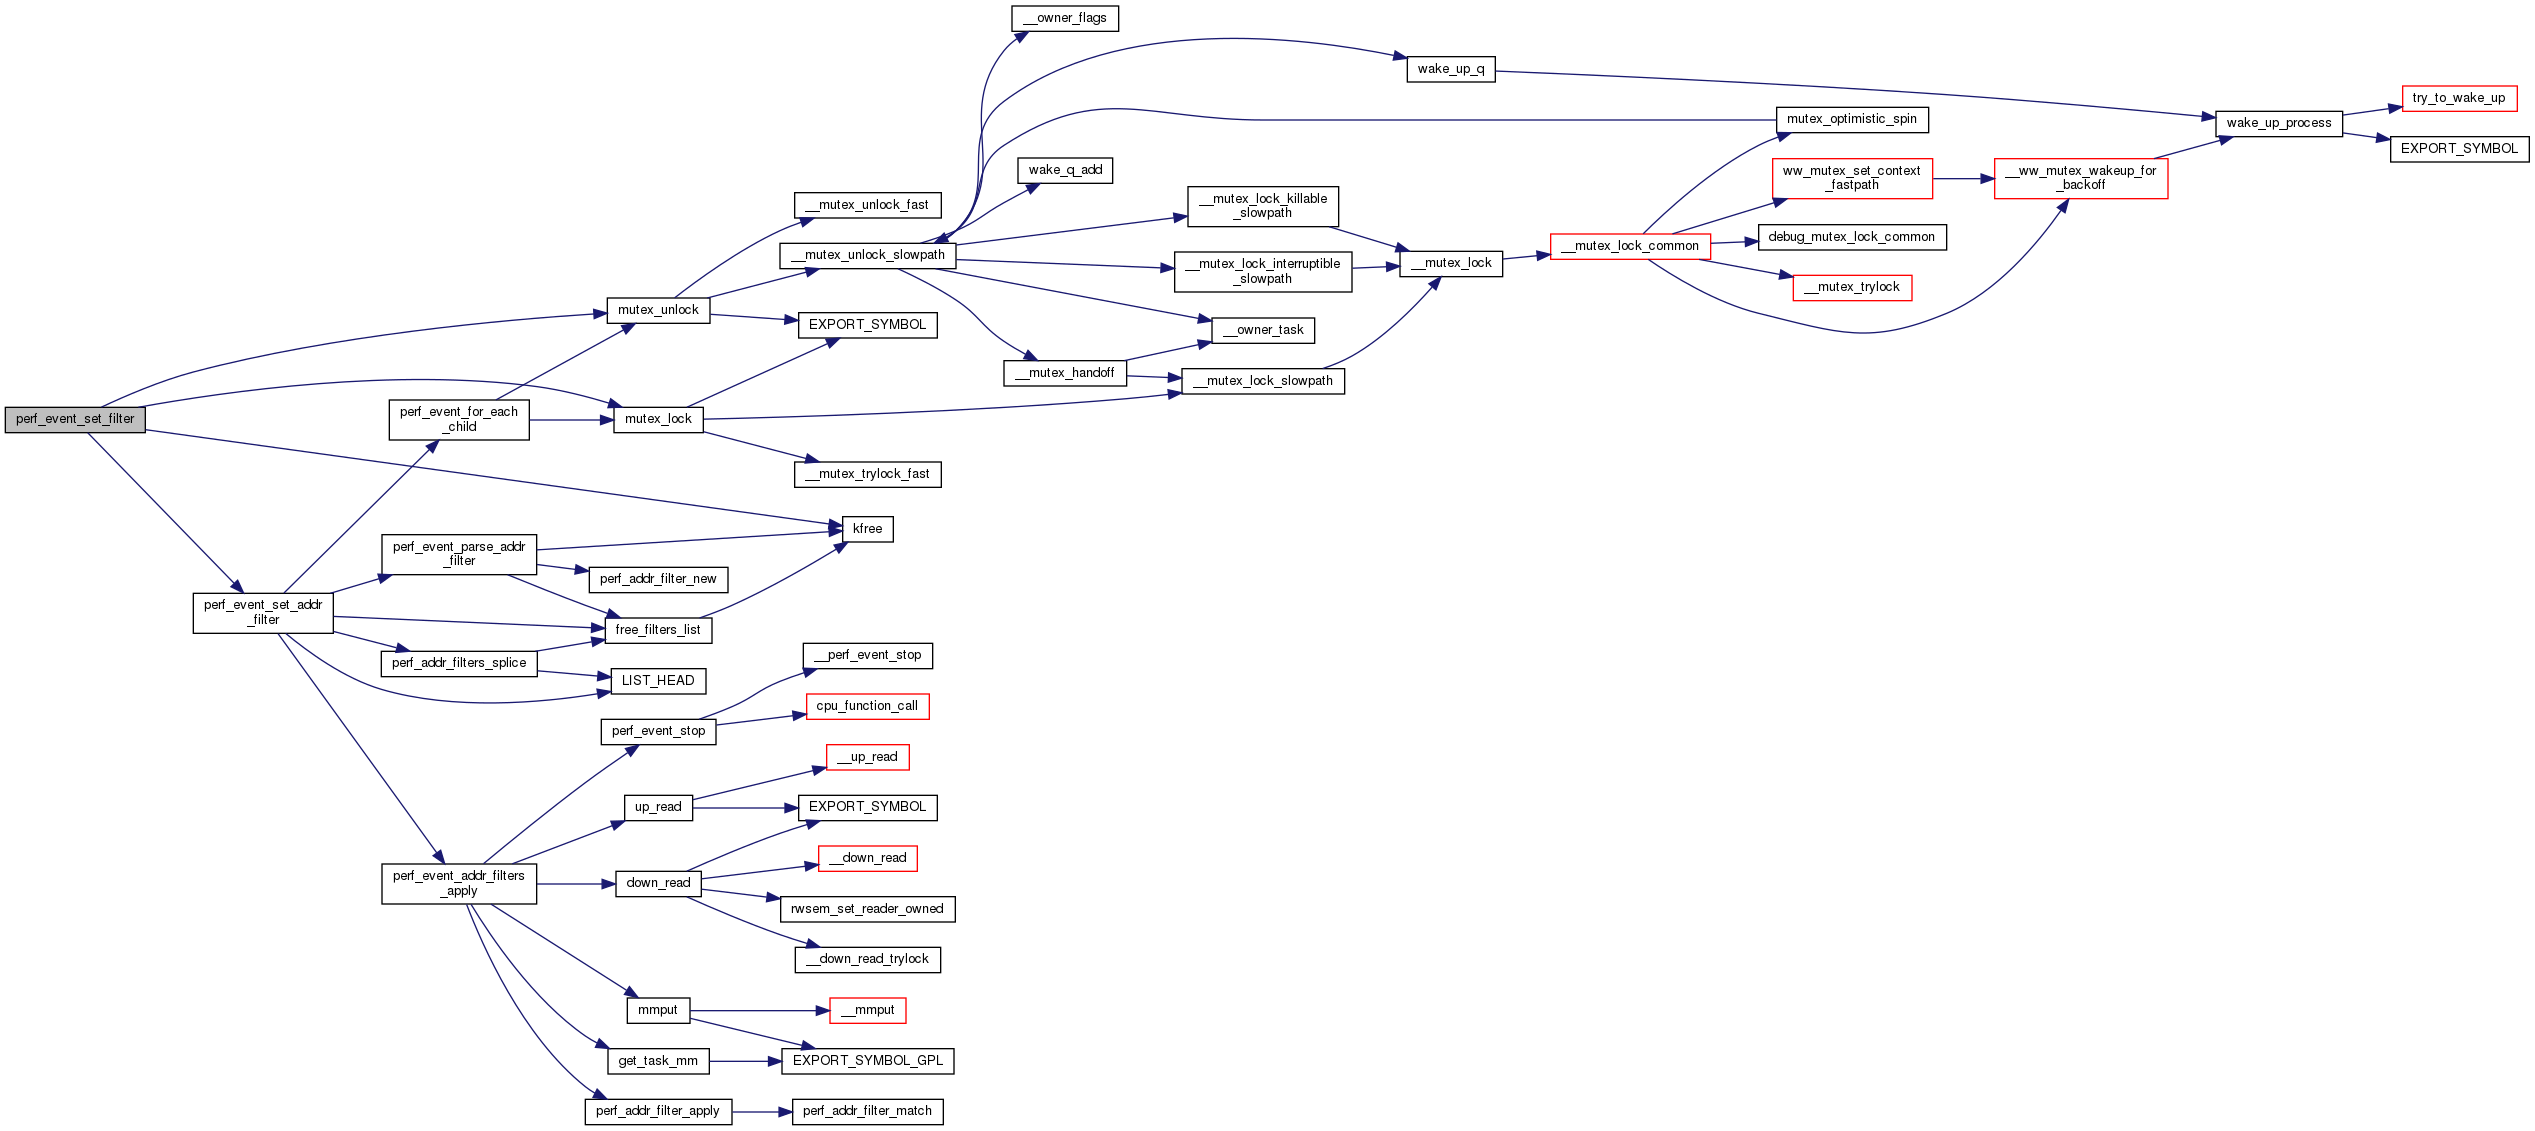 __owner_flags
wake_up_q
try_to_wake_up
mutex_optimistic_spin
wake_up_process
EXPORT_SYMBOL
wake_q_add
ww_mutex_set_context
_fastpath
__ww_mutex_wakeup_for
_backoff
__mutex_unlock_fast
__mutex_lock_killable
_slowpath
debug_mutex_lock_common
__mutex_unlock_slowpath
__mutex_lock_common
__mutex_lock_interruptible
_slowpath
__mutex_lock
__mutex_trylock
mutex_unlock
EXPORT_SYMBOL
__owner_task
__mutex_handoff
__mutex_lock_slowpath
perf_event_set_filter
perf_event_for_each
_child
mutex_lock
__mutex_trylock_fast
kfree
perf_event_parse_addr
_filter
perf_addr_filter_new
perf_event_set_addr
_filter
free_filters_list
perf_addr_filters_splice
__perf_event_stop
LIST_HEAD
cpu_function_call
perf_event_stop
__up_read
up_read
EXPORT_SYMBOL
__down_read
perf_event_addr_filters
_apply
down_read
rwsem_set_reader_owned
__down_read_trylock
mmput
__mmput
get_task_mm
EXPORT_SYMBOL_GPL
perf_addr_filter_apply
perf_addr_filter_match